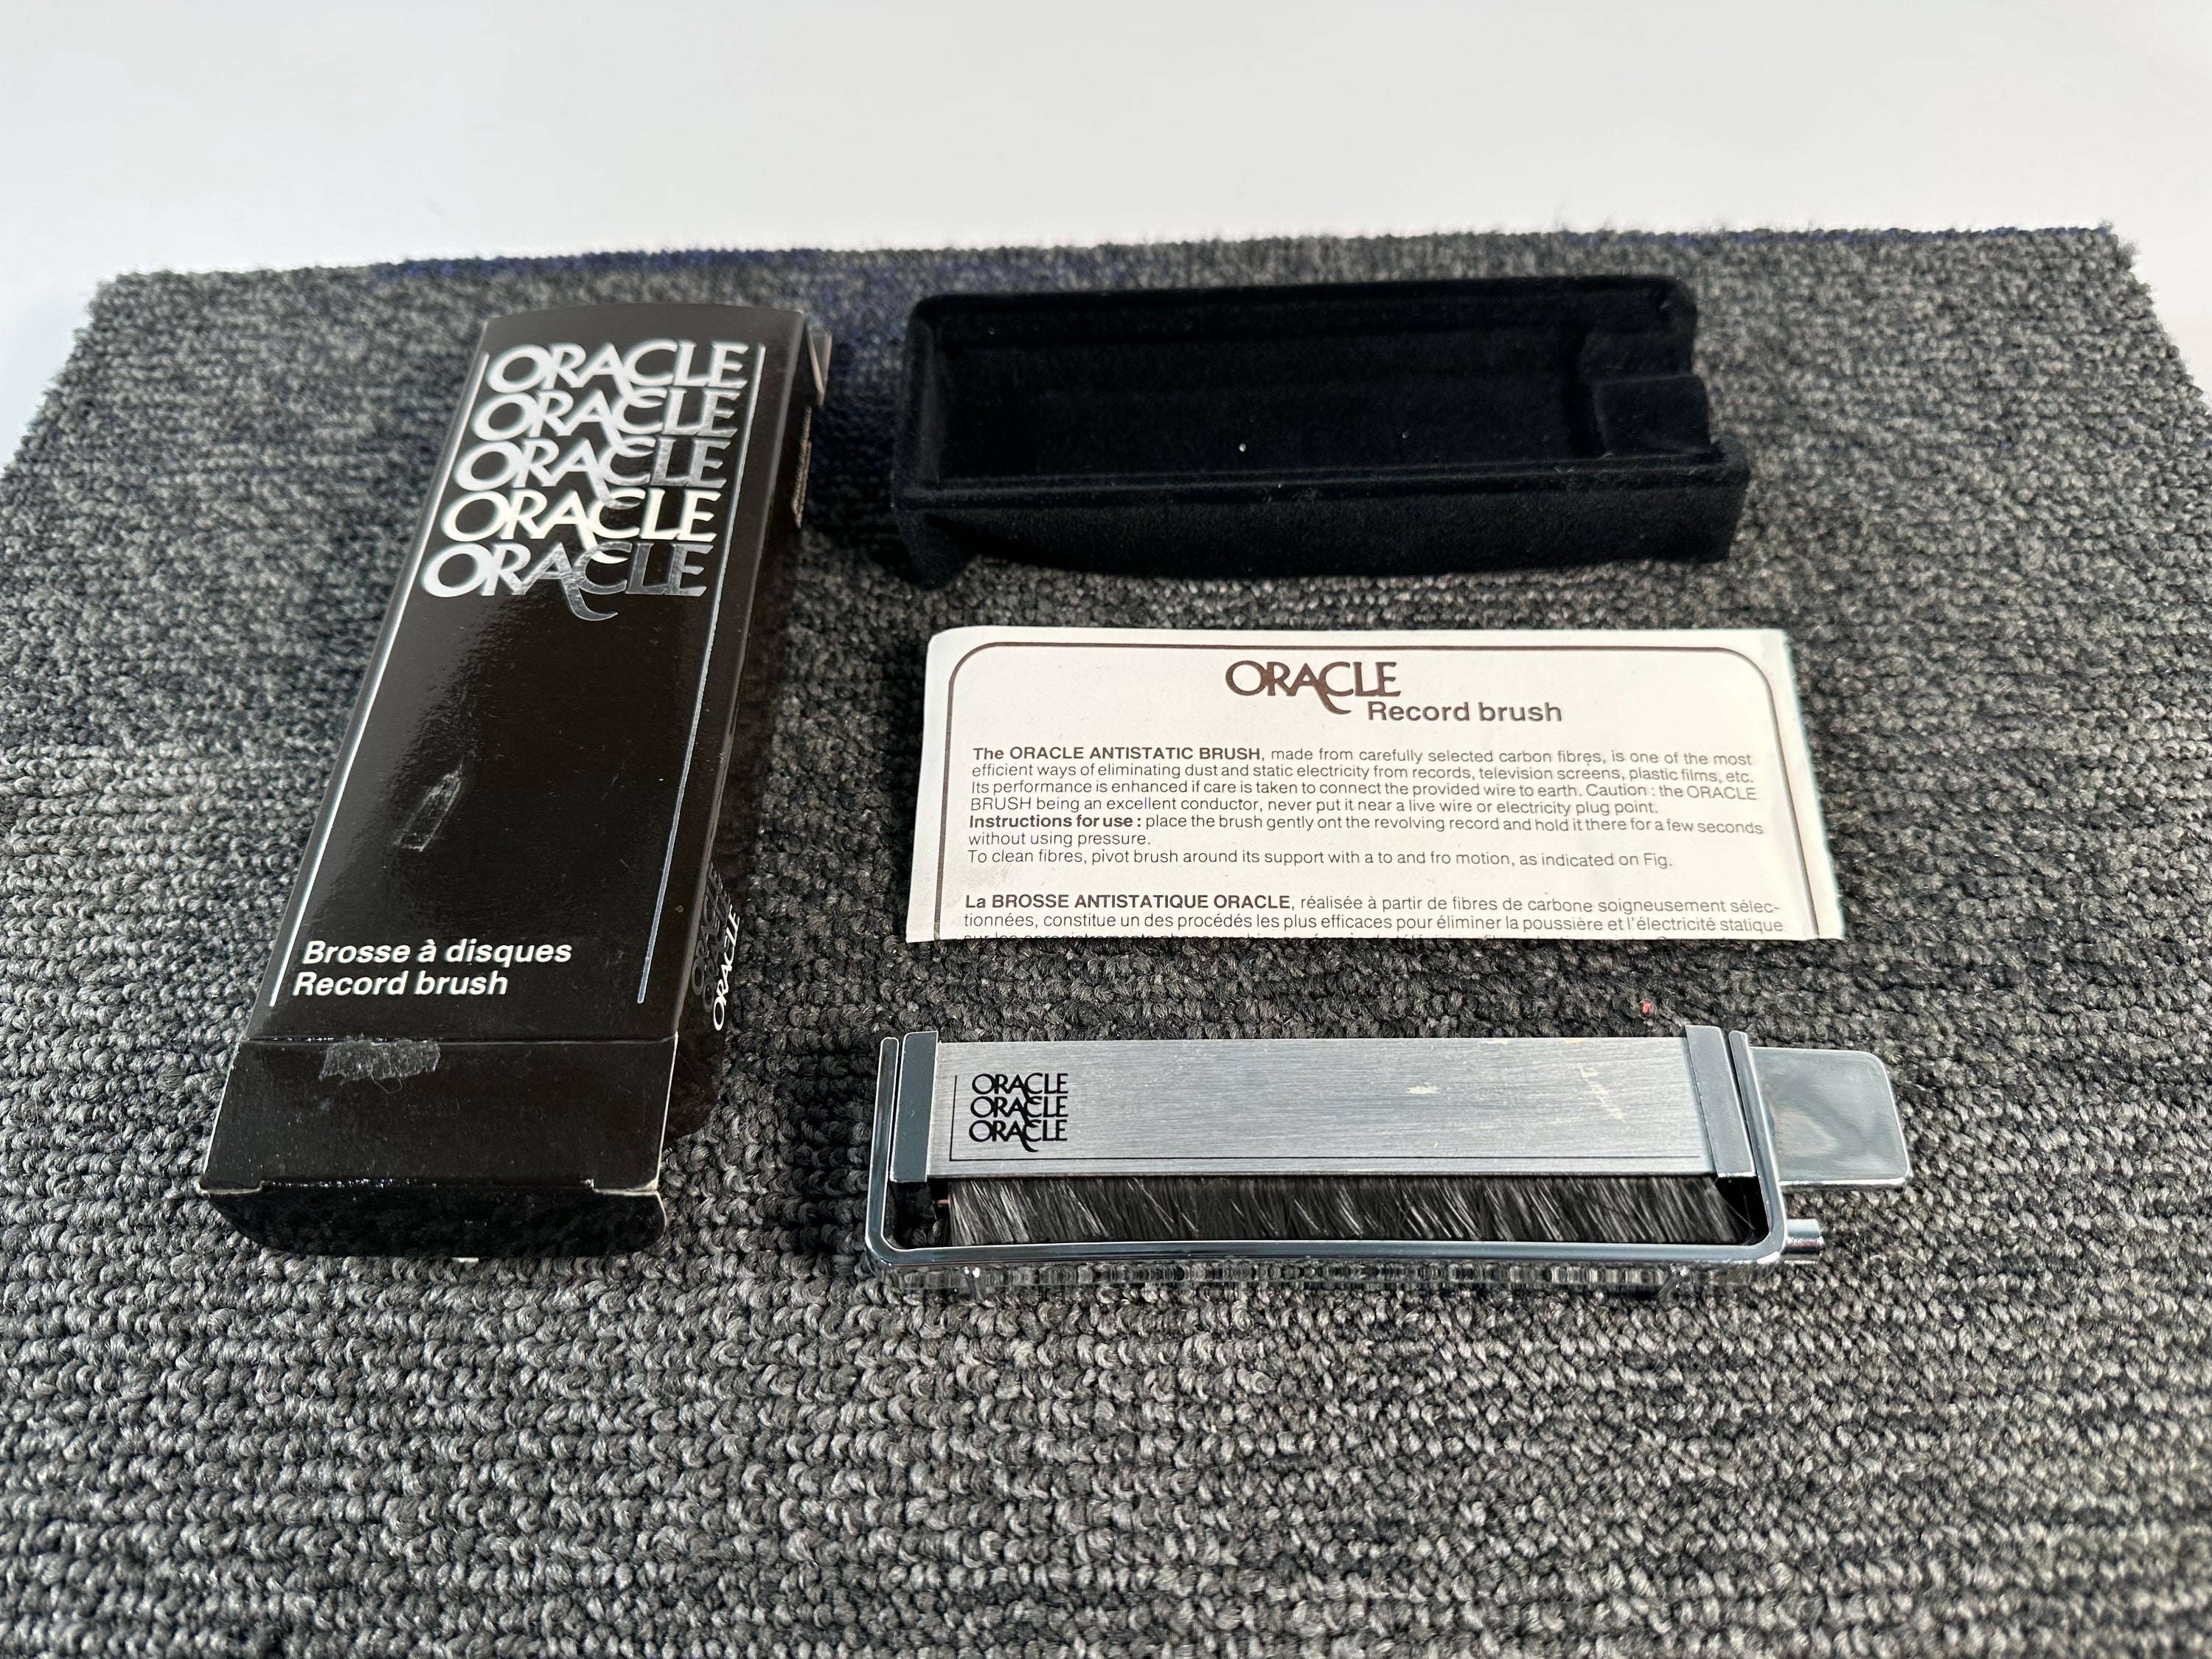 ORACLE
ORACLE
ORACLE
ORACLE
ORACLE
Brosse à disques
Record brush
ORACLE
ORACLE
ORACLE
ORACLE
Record brush
The ORACLE ANTISTATIC BRUSH, made from carefully selected carbon fibres, is one of the most
efficient ways of eliminating dust and static electricity from records, television screens, plastic films, etc.
Its performance is enhanced if care is taken to connect the provided wire to earth. Caution : the ORACLE
BRUSH being an excellent conductor, never put it near a live wire or electricity plug point.
Instructions for use : place the brush gently ont the revolving record and hold it there for a few seconds
without using pressure.
To clean fibres, pivot brush around its support with a to and fro motion, as indicated on Fig.
La BROSSE ANTISTATIQUE ORACLE, réalisée à partir de fibres de carbone soigneusement sélec-
tionnées, constitue un des procédés les plus efficaces pour éliminer la poussière et l'électricité statique
ORACLE
ORACLE
ORACLE